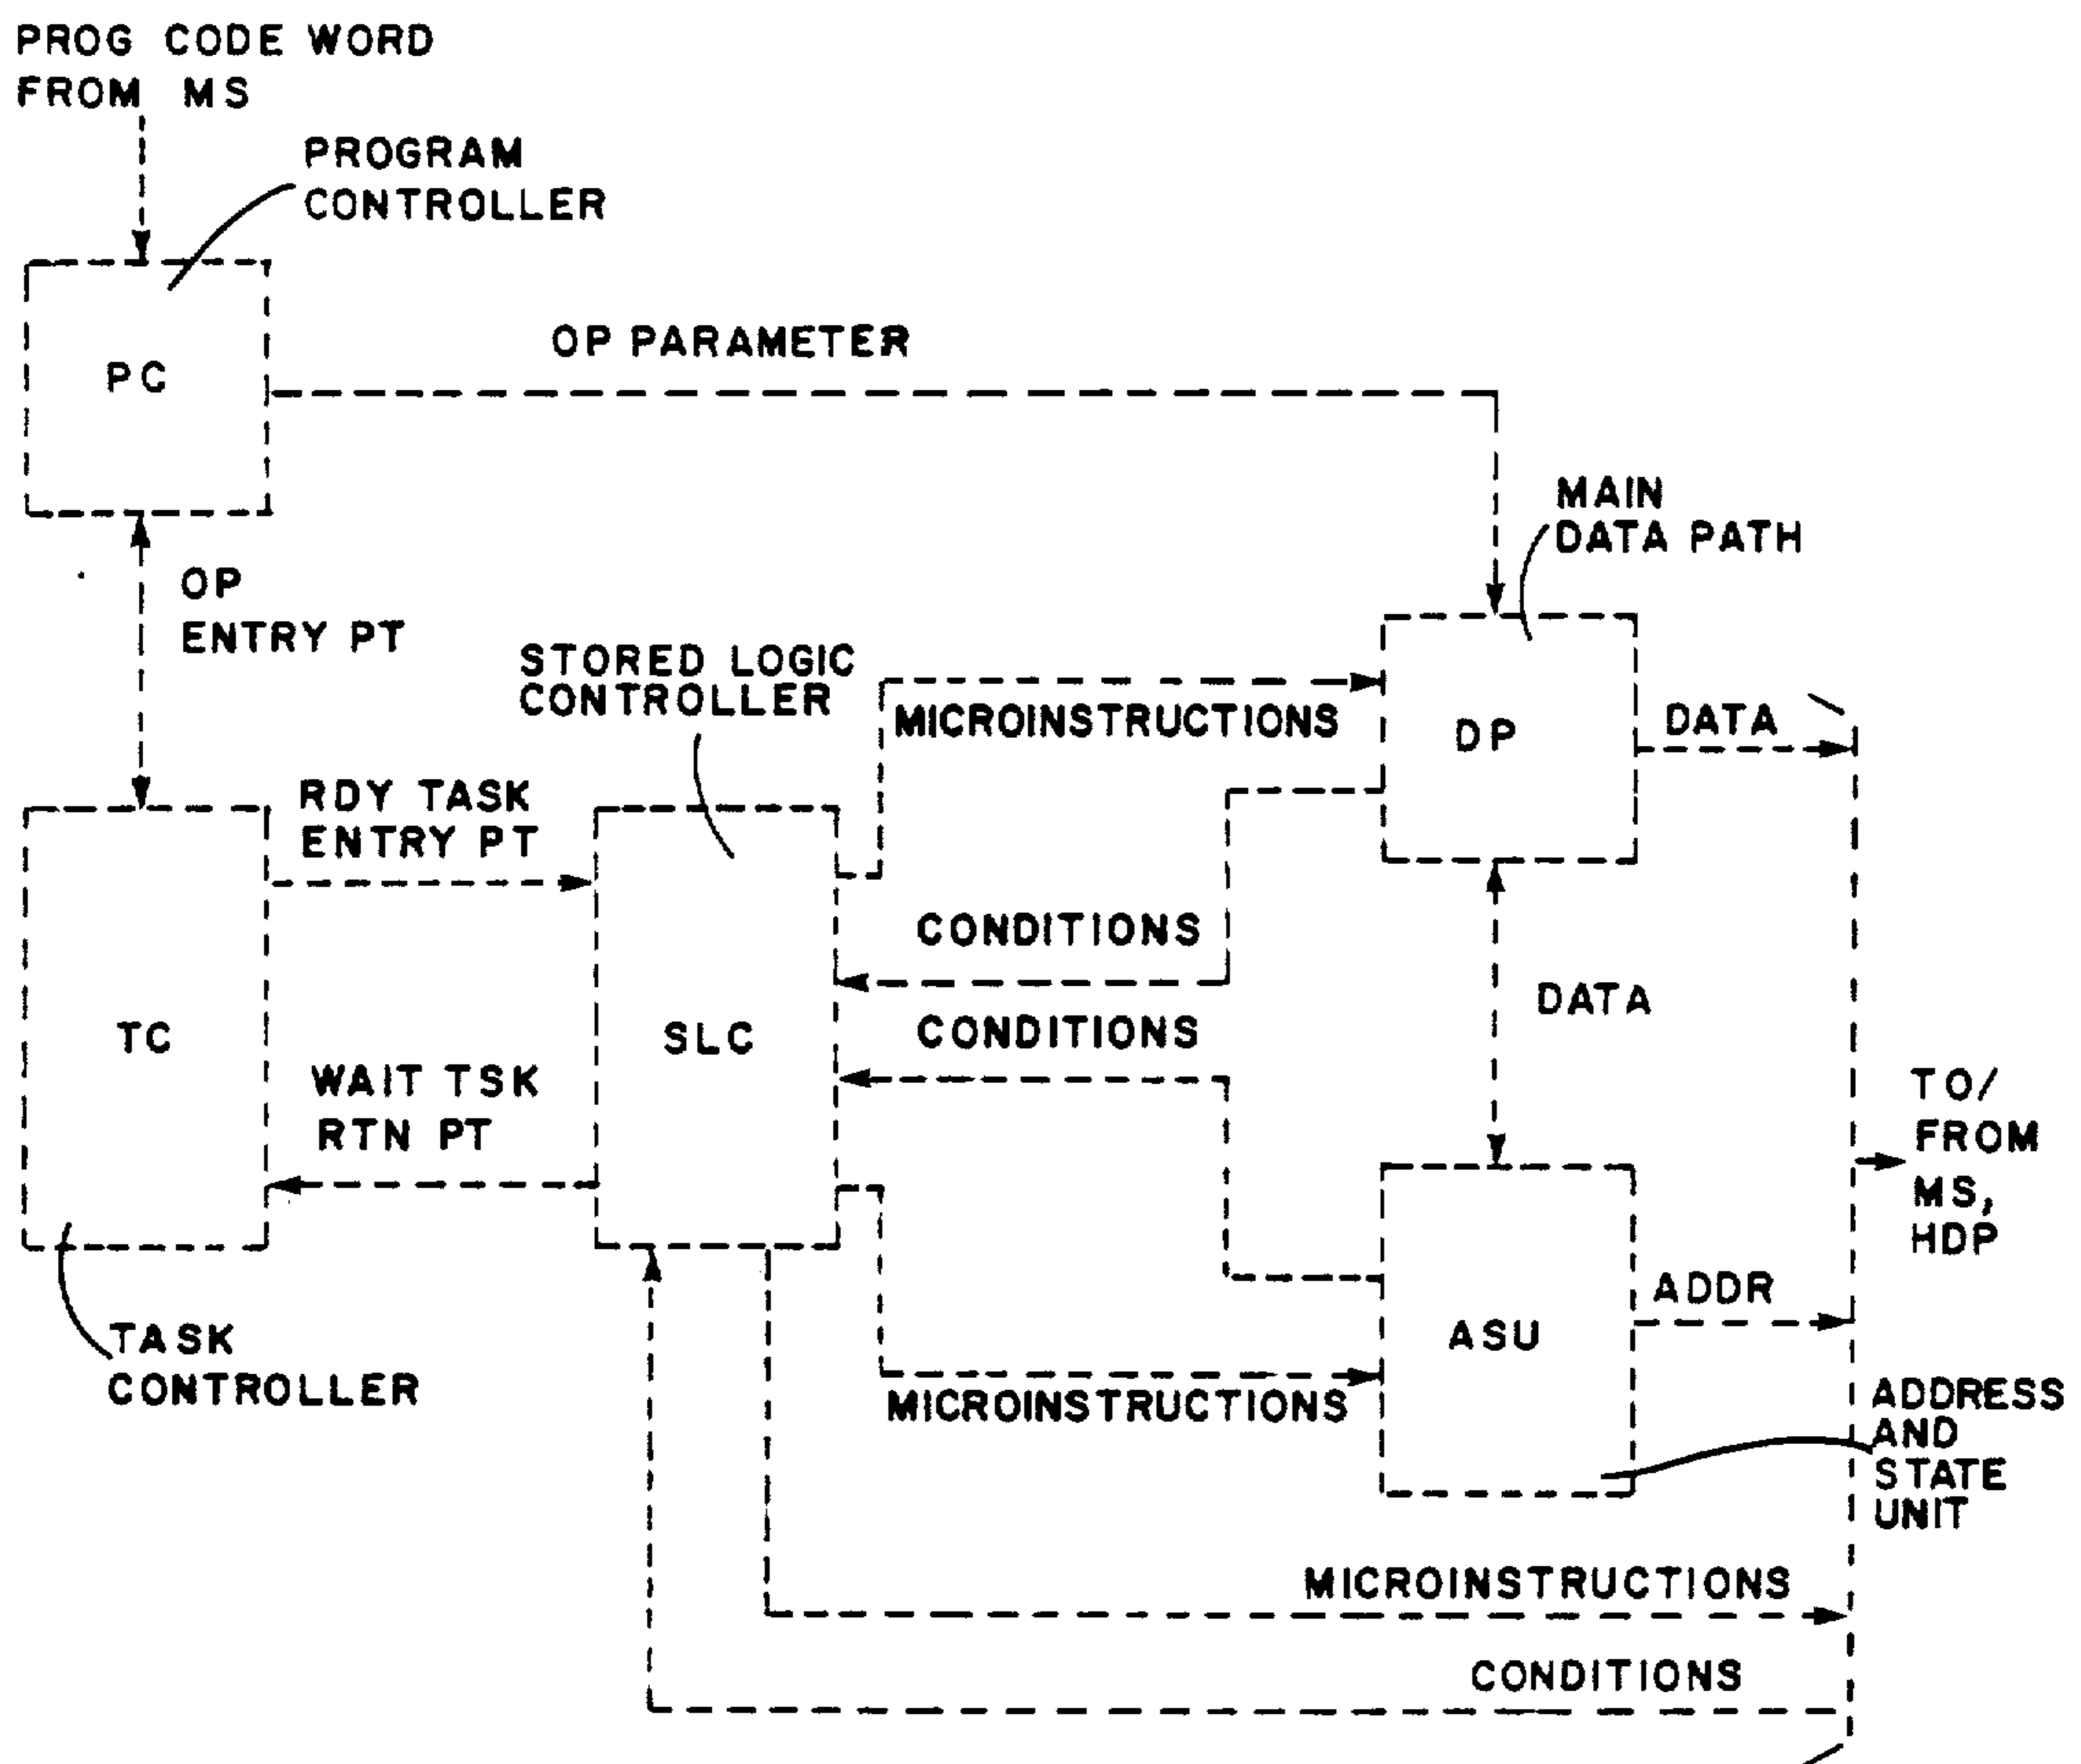 PROG CODE WORD
FROM MS
PROGRAM
CONTROLLER
PC
OP PARAMETER
MAIN
DATA PATH
OP
ENTRY PT
STORED LOGIC
CONTROLLER
MICROINSTRUCTIONS
DP
DATA
RDY TASK
ENTRY PT
CONDITIONS
DATA
TC
SLC
CONDITIONS
WAIT TSK
RTN PT
TO/
FROM
MS,
HDP
ADDR
ASU
TASK
CONTROLLER
MICROINSTRUCTIONS
ADDRESS
AND
STATE
UNIT
MICROINSTRUCTIONS
CONDITIONS